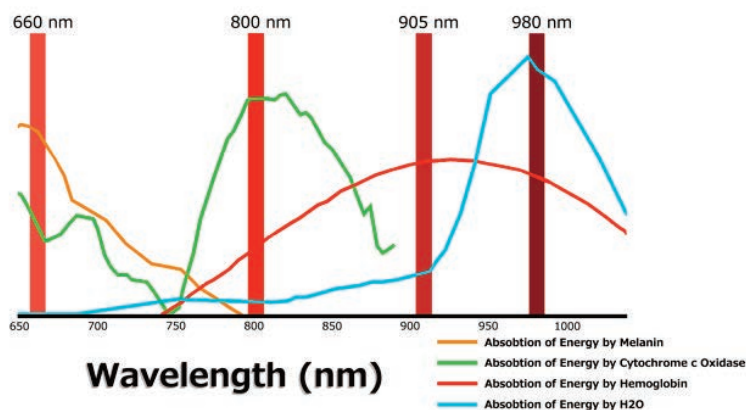 660 nm 800 nm 905 nm 980 nm
650 700 750 800 850 900 950 1000
Wavelength (nm)
Absobtion of Energy by Melanin
Absobtion of Energy by Cytochrome c Oxidase
Absobtion of Energy by Hemoglobin
Absobtion of Energy by H2O